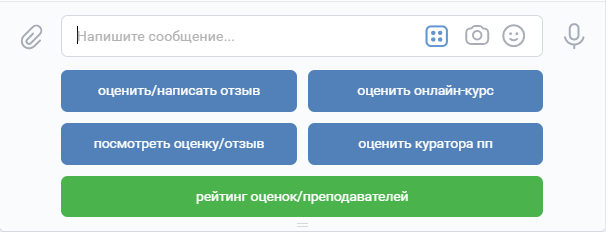 Напишите сообщение...
оценить/написать отзыв
оценить онлайн-курс
посмотреть оценку/отзыв
оценить куратора пп
рейтинг оценок/преподавателей